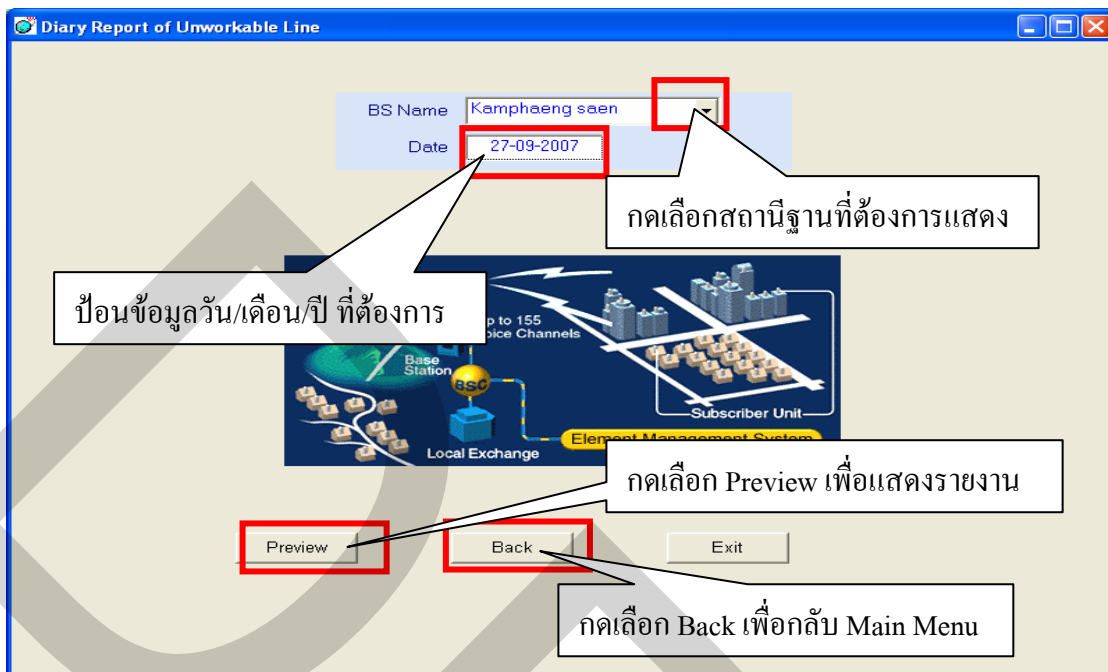 Diary Report of Unworkable Line
BS Name Kamphaeng saen
Date 27-09-2007
กดเลือกสถานีฐานที่ต้องการแสดง
ป้อนข้อมูลวัน/เดือน/ปี ที่ต้องการ
to 155
Channels
Base
Station
BSC
Subscriber Unit
Element Management System
Local Exchange
กดเลือก Preview เพื่อแสดงรายงาน
Preview Back Exit
กดเลือก Back เพื่อกลับ Main Menu